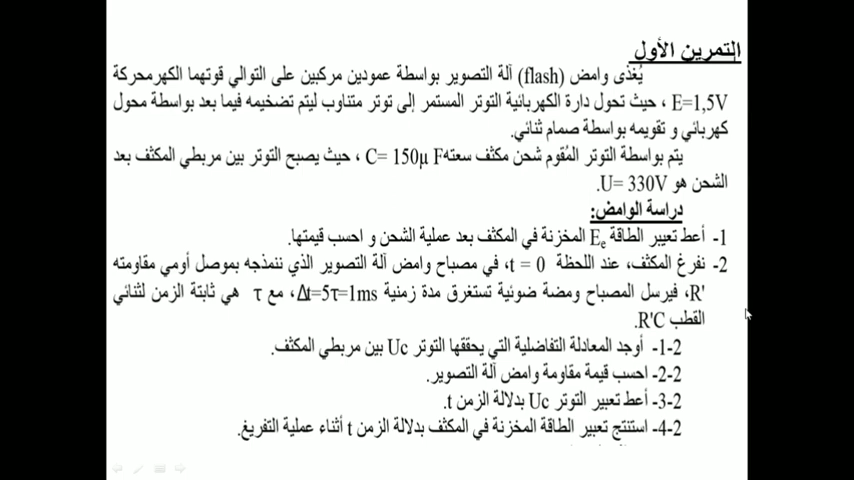 التمرين الأول
يُغذى وامض (flash) آلة التصوير بواسطة عمودين مركبين على التوالي قوتهما الكهرمحركة
E=1,5V ، حيث تحول دارة الكهربائية التوتر المستمر إلى توتر متناوب ليتم تضخيمه فيما بعد بواسطة محول
كهربائي و تقويمه بواسطة صمام ثنائي.
يتم بواسطة التوتر المُقوم شحن مكثف سعته C= 150µ F ، حيث يصبح التوتر بين مربطي المكثف بعد
الشحن هو U= 330V.
دراسة الوامض:
1- أعط تعبير الطاقة Ee المخزنة في المكثف بعد عملية الشحن و احسب قيمتها.
2- نفرغ المكثف، عند اللحظة t = 0، في مصباح وامض آلة التصوير الذي ننمذجه بموصل أومي مقاومته
R'، فيرسل المصباح ومضة ضوئية تستغرق مدة زمنية Δt=5τ=1ms، مع τ هي ثابتة الزمن لثنائي
القطب R'C.
2-1- أوجد المعادلة التفاضلية التي يحققها التوتر Uc بين مربطي المكثف.
2-2- احسب قيمة مقاومة وامض آلة التصوير.
2-3- أعط تعبير التوتر Uc بدلالة الزمن t.
2-4- استنتج تعبير الطاقة المخزنة في المكثف بدلالة الزمن t أثناء عملية التفريغ.